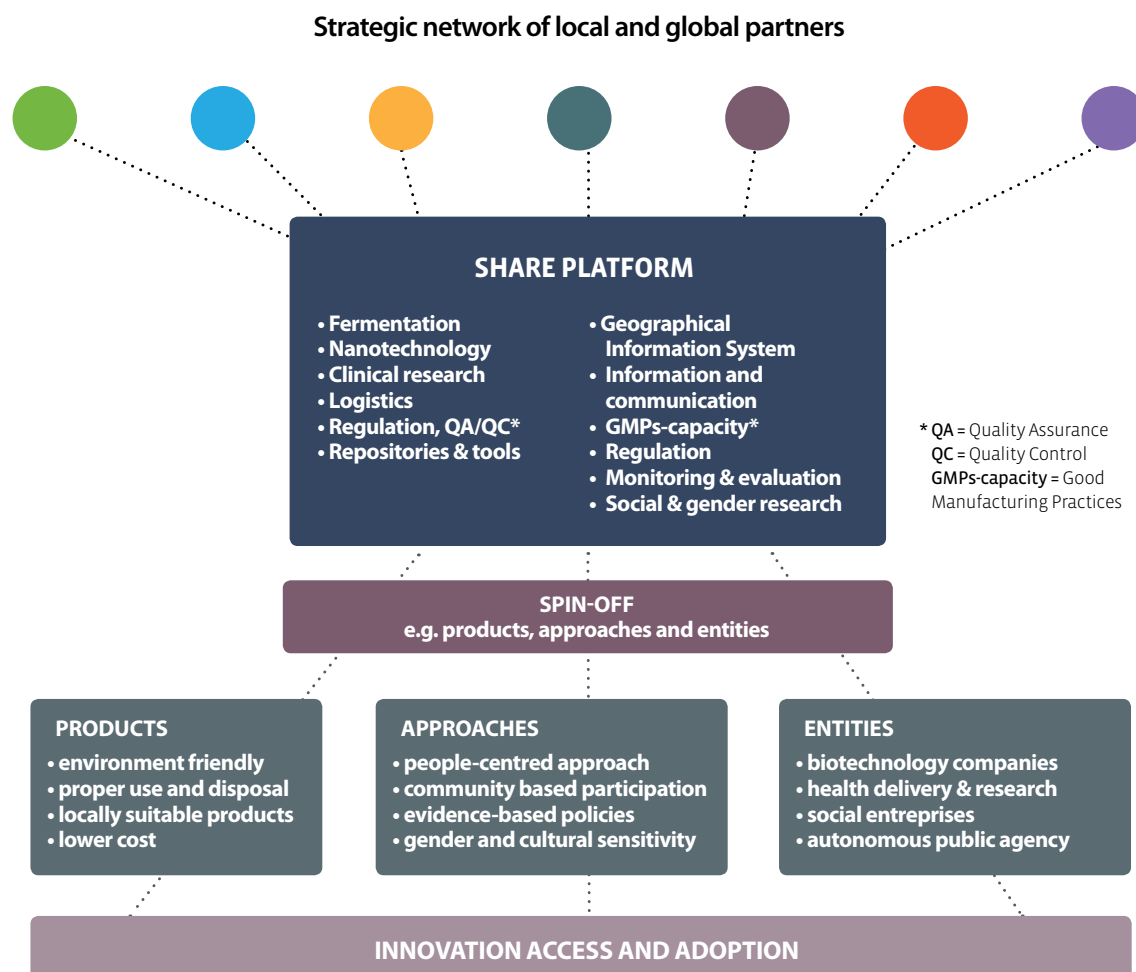 Strategic network of local and global partners
SHARE PLATFORM
• Fermentation
• Nanotechnology
• Clinical research
• Logistics
• Regulation, QA/QC*
• Repositories & tools
• Geographical
Information System
• Information and
communication
• GMPs-capacity*
• Regulation
• Monitoring & evaluation
• Social & gender research
* QA = Quality Assurance
QC = Quality Control
GMPs-capacity = Good
Manufacturing Practices
SPIN-OFF
e.g. products, approaches and entities
PRODUCTS
• environment friendly
• proper use and disposal
• locally suitable products
• lower cost
APPROACHES
• people-centred approach
• community based participation
• evidence-based policies
• gender and cultural sensitivity
ENTITIES
• biotechnology companies
• health delivery & research
• social entreprises
• autonomous public agency
INNOVATION ACCESS AND ADOPTION